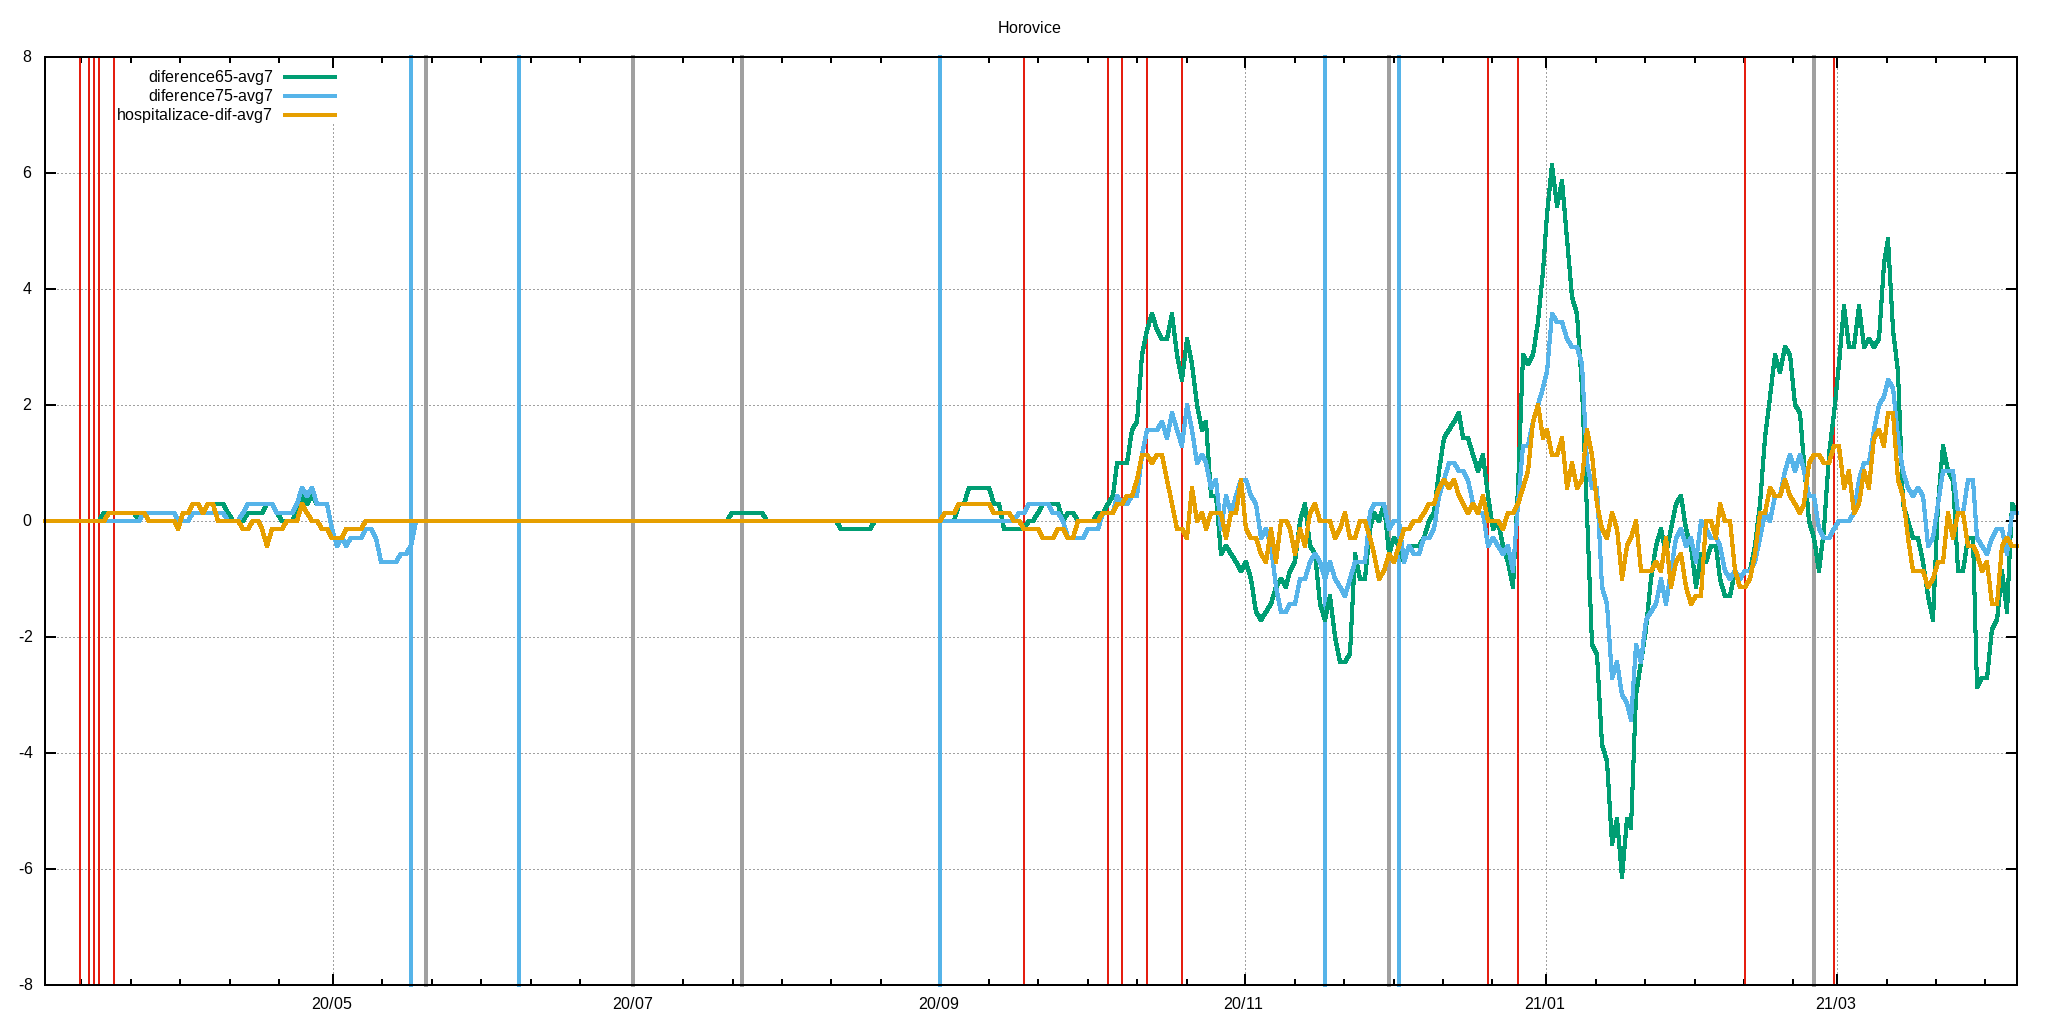 Horovice
8
diference65-avg7
diference75-avg7
hospitalizace-dif-avg7
6
4
2
0
-2
-4
-6
-8
20/05 20/07 20/09 20/11 21/01 21/03